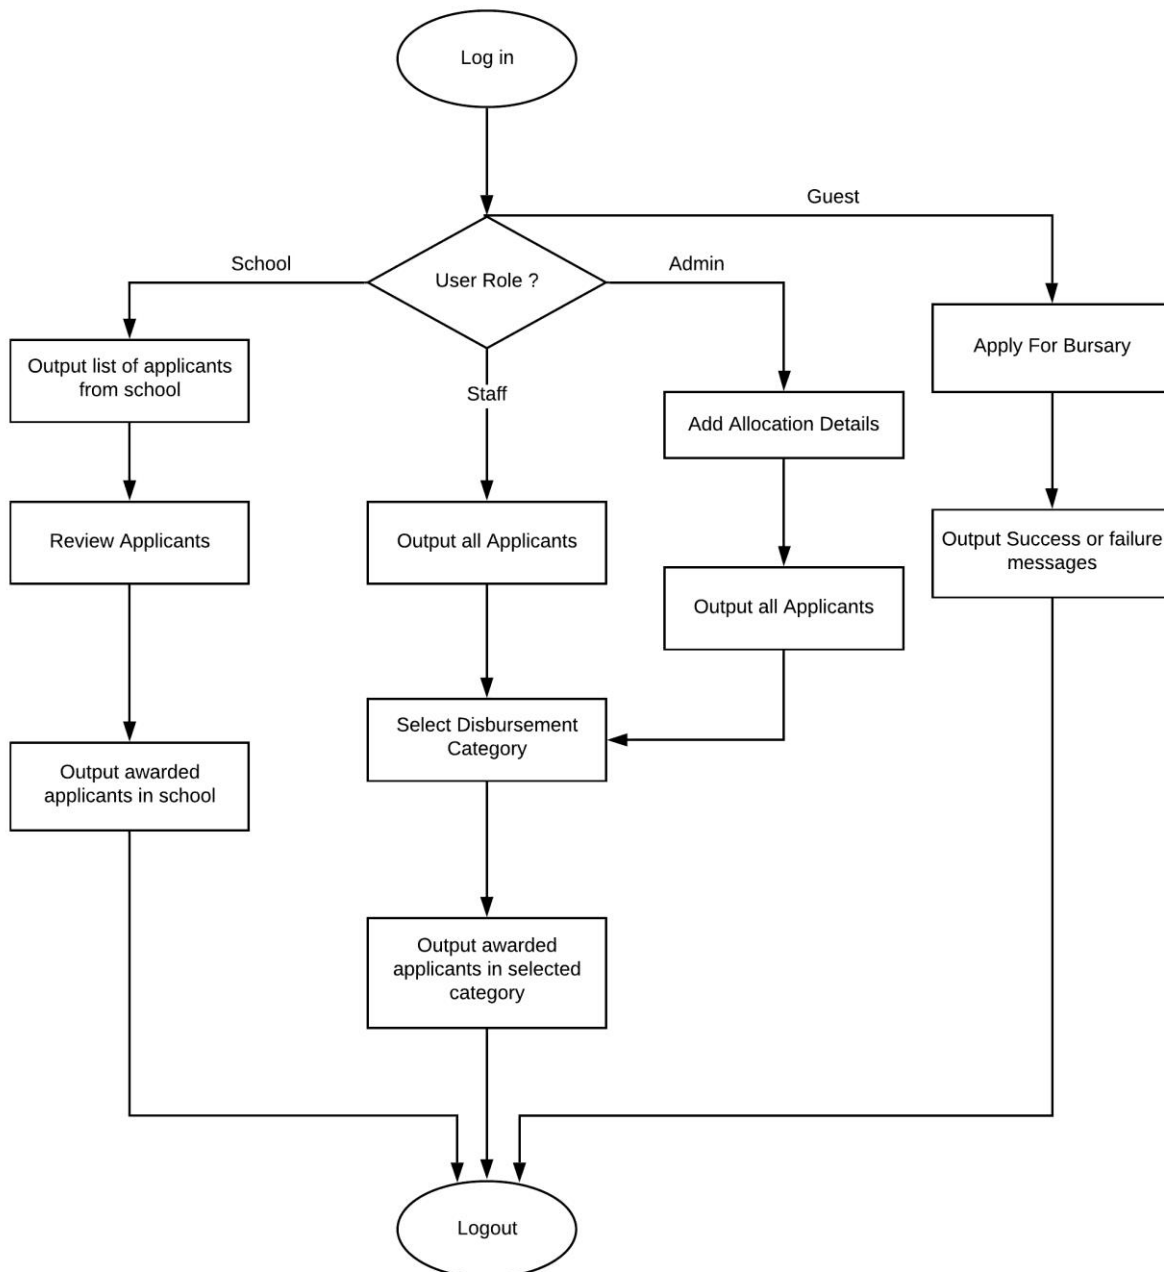 Log in
Guest
School
User Role ?
Admin
Output list of applicants
from school
Staff
Apply For Bursary
Add Allocation Details
Review Applicants
Output all Applicants
Output Success or failure
messages
Output all Applicants
Select Disbursement
Category
Output awarded
applicants in school
Output awarded
applicants in selected
category
Logout